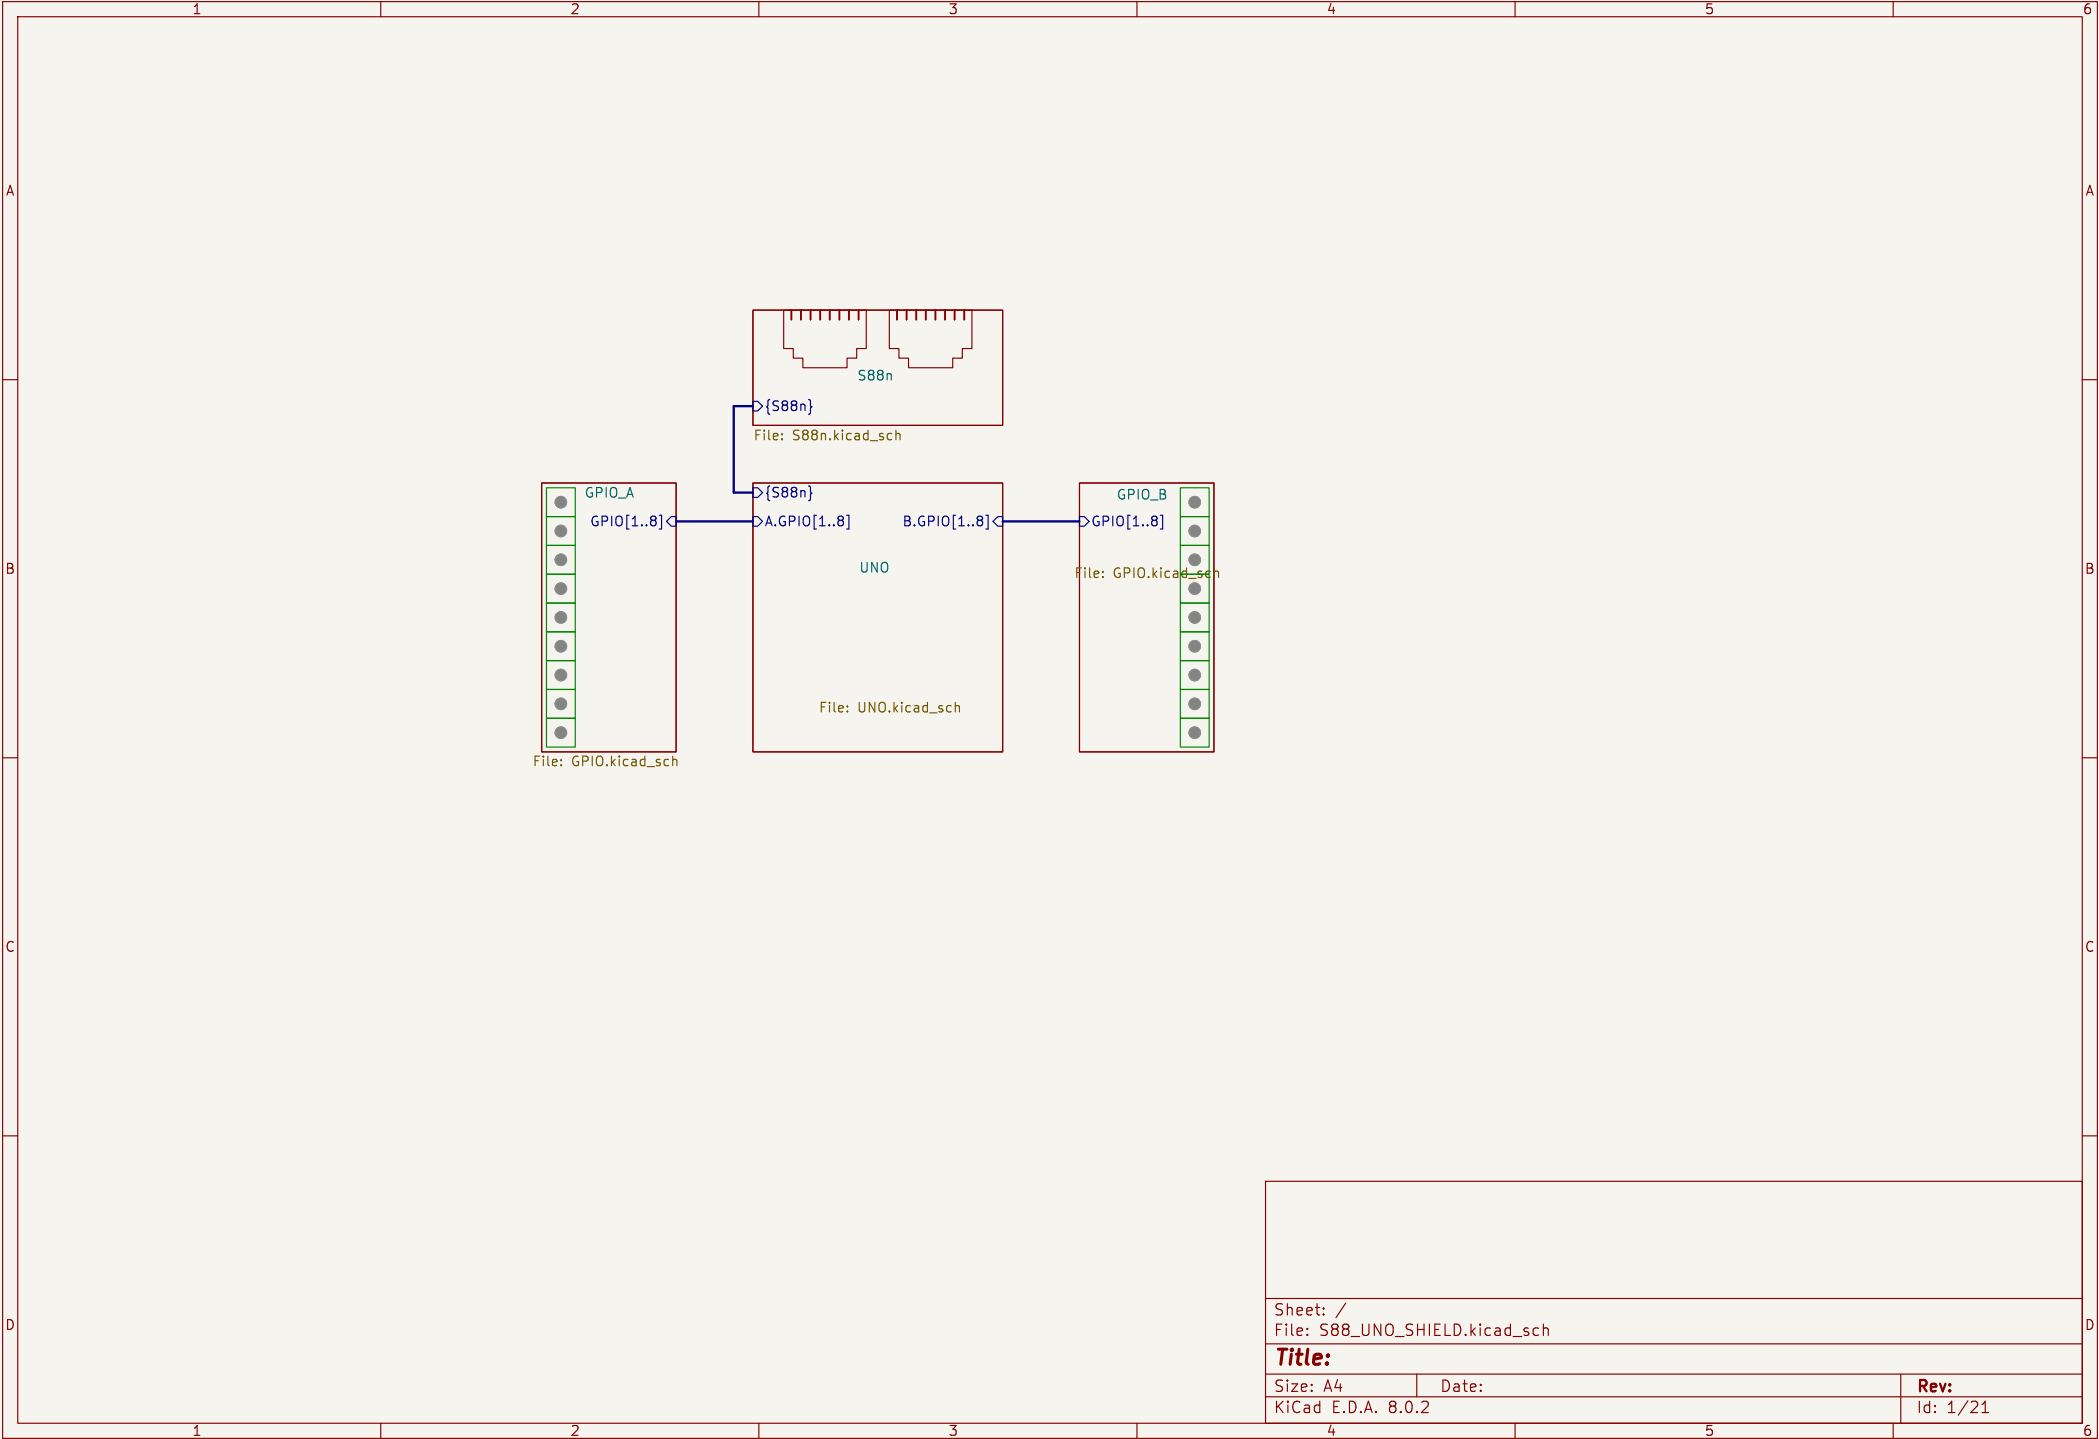 1 2 3 4 5 6
A A
S88n
{S88n}
File: S88n.kicad_sch
GPIO_A {S88n} GPIO_B
GPIO[1..8] A.GPIO[1..8] B.GPIO[1..8] GPIO[1..8]
B UNO File: GPIO.kicad_sch B
File: UNO.kicad_sch
File: GPIO.kicad_sch
C C
Sheet: /
D File: S88_UNO_SHIELD.kicad_sch D
Title:
Size: A4 Date: Rev:
KiCad E.D.A. 8.0.2 Id: 1/21
1 2 3 4 5 6